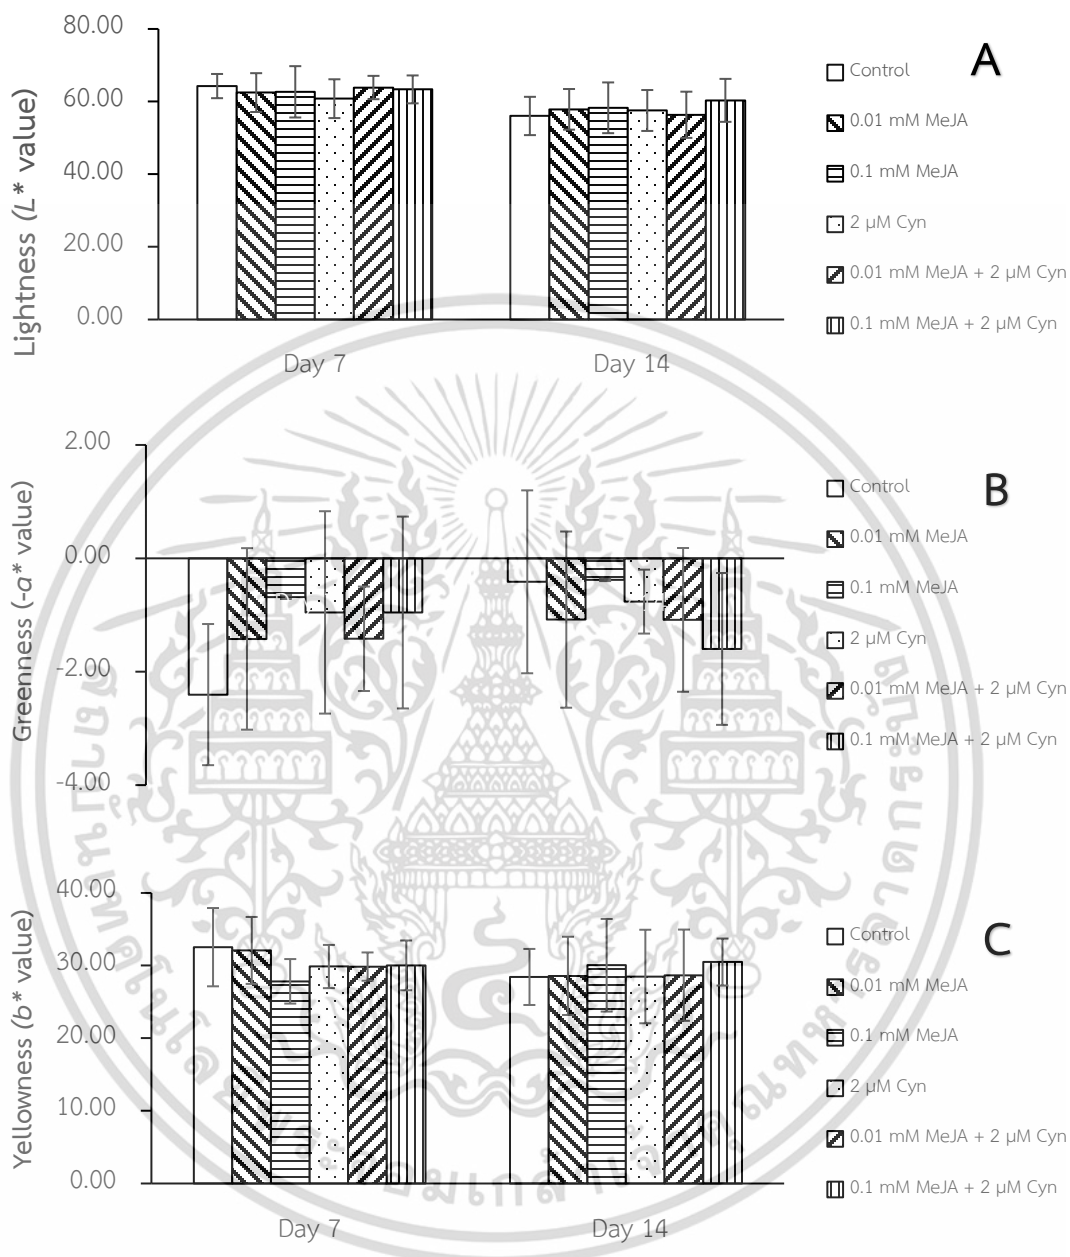 80.00
60.00
40.00
20.00
0.00
Lightness (L* value)
Day 7
Day 14
A
Control
0.01 mM MeJA
0.1 mM MeJA
2 µM Cyn
0.01 mM MeJA + 2 µM Cyn
0.1 mM MeJA + 2 µM Cyn
2.00
0.00
-2.00
-4.00
Greenness (-a* value)
B
Control
0.01 mM MeJA
0.1 mM MeJA
2 µM Cyn
0.01 mM MeJA + 2 µM Cyn
0.1 mM MeJA + 2 µM Cyn
40.00
30.00
20.00
10.00
0.00
Yellowness (b* value)
Day 7
Day 14
C
Control
0.01 mM MeJA
0.1 mM MeJA
2 µM Cyn
0.01 mM MeJA + 2 µM Cyn
0.1 mM MeJA + 2 µM Cyn